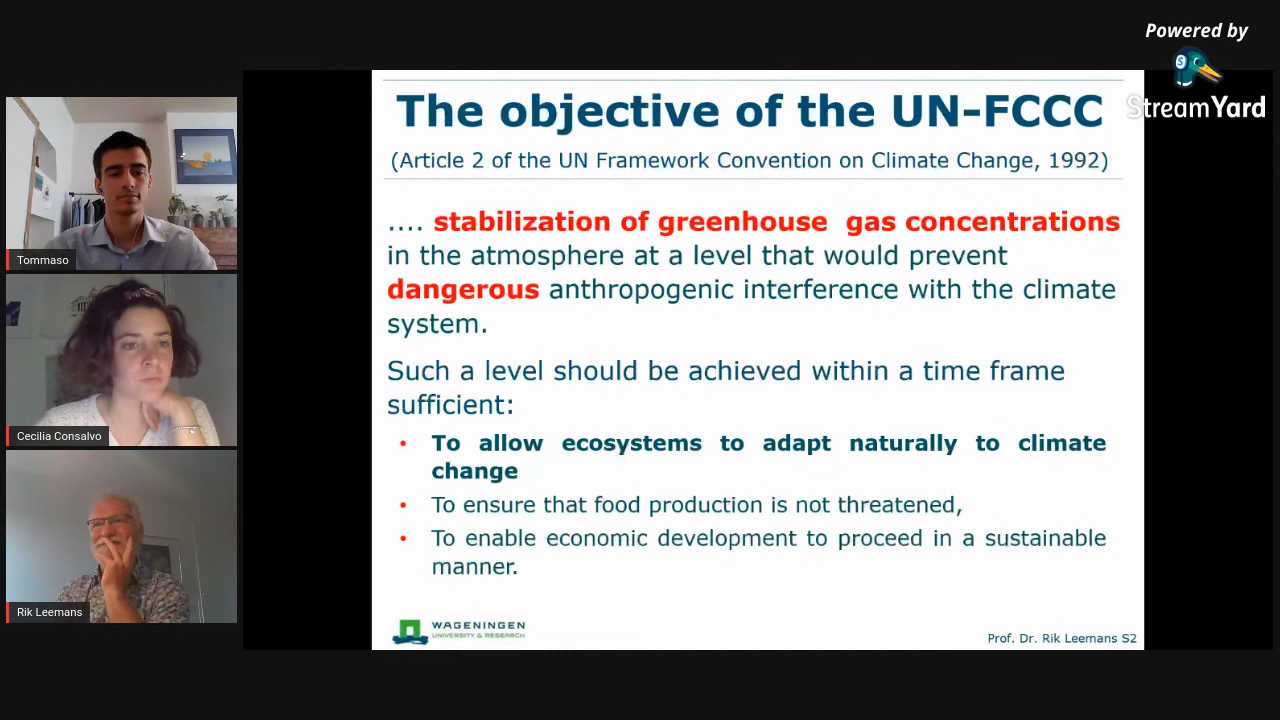 Powered by
StreamYard
Tommaso
Cecilia Consalvo
Rik Leemans
The objective of the UN-FCCC
(Article 2 of the UN Framework Convention on Climate Change, 1992)
.... stabilization of greenhouse gas concentrations
in the atmosphere at a level that would prevent
dangerous anthropogenic interference with the climate
system.
Such a level should be achieved within a time frame
sufficient:
• To allow ecosystems to adapt naturally to climate
change
• To ensure that food production is not threatened,
• To enable economic development to proceed in a sustainable
manner.
WAGENINGEN
UNIVERSITY & RESEARCH
Prof. Dr. Rik Leemans S2